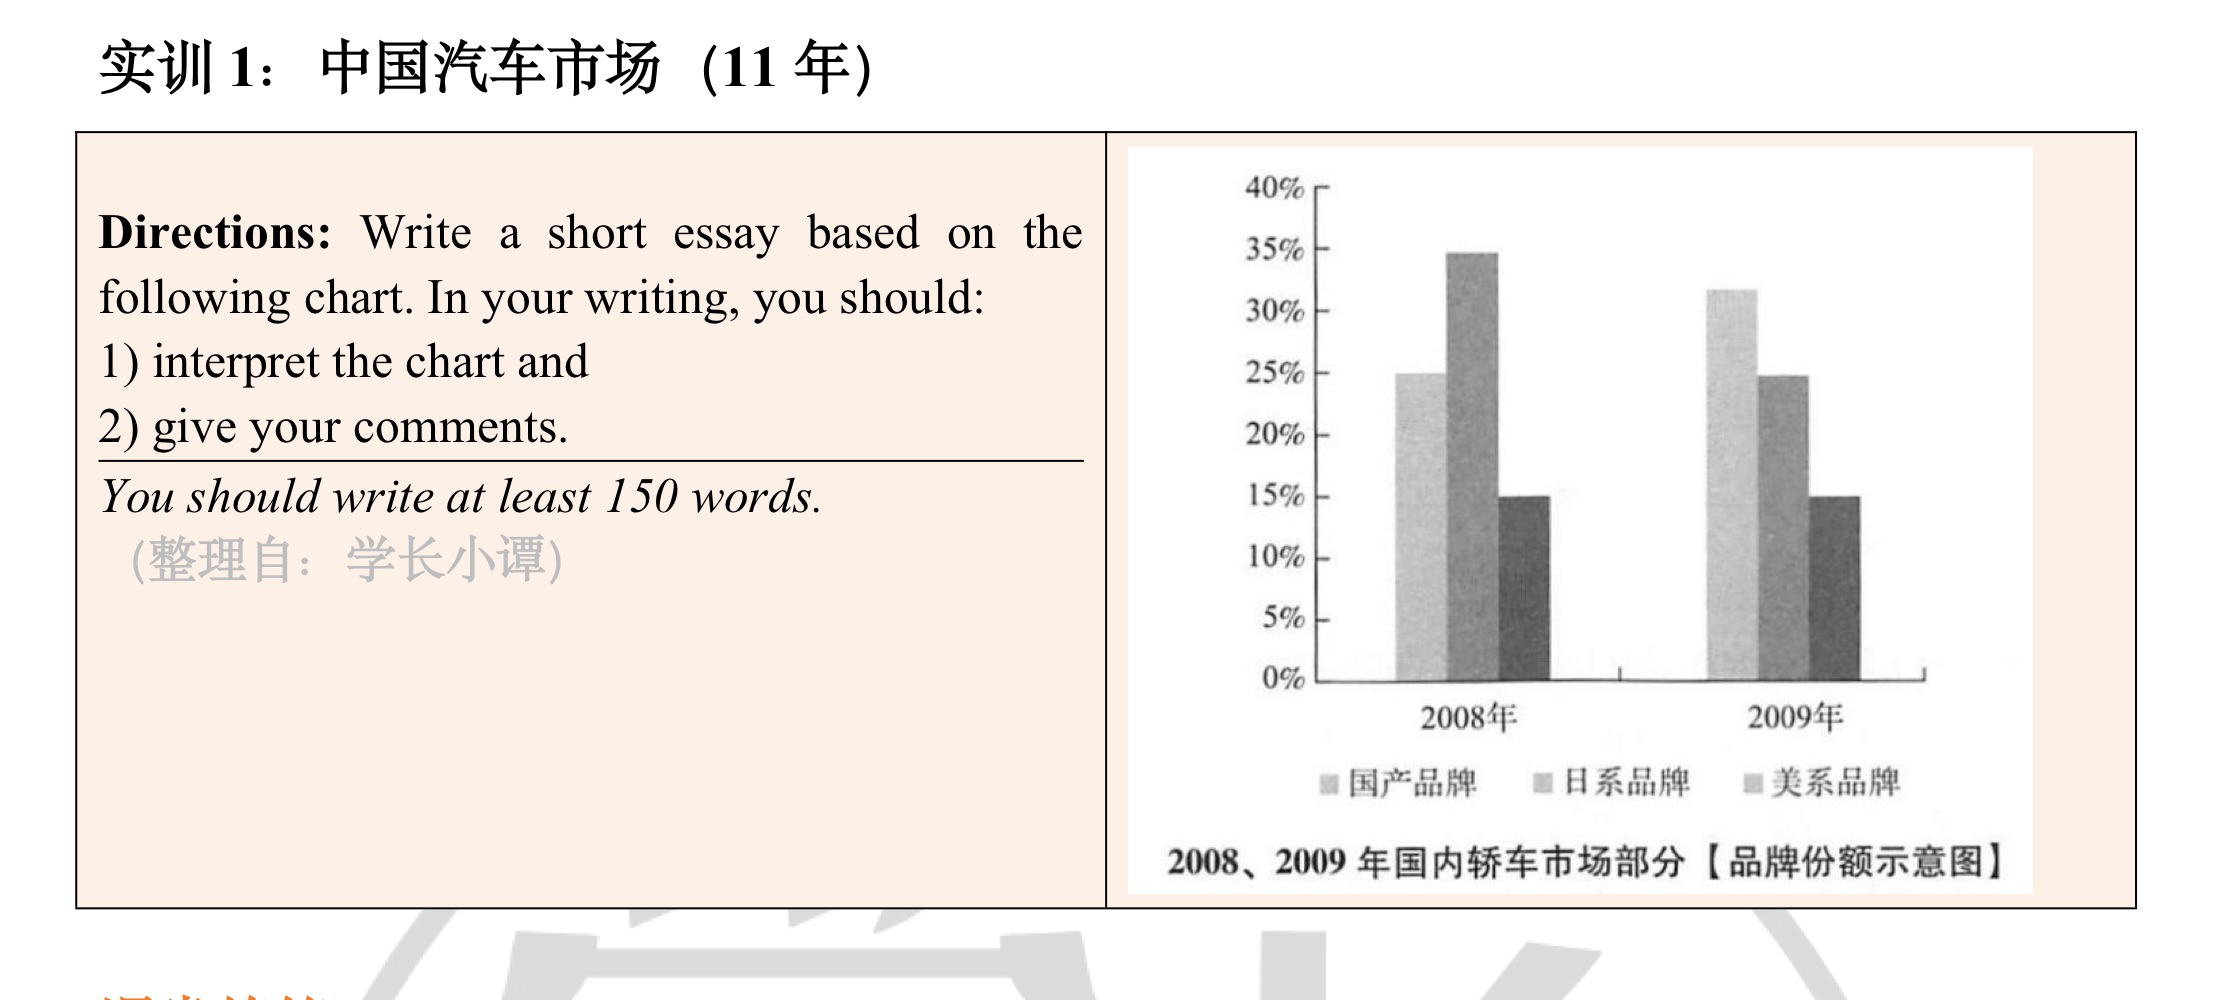 实训 1：中国汽车市场（11 年）
Directions: Write a short essay based on the
following chart. In your writing, you should:
1) interpret the chart and
2) give your comments.
You should write at least 150 words.
（整理自：学长小谭）
40%
35%
30%
25%
20%
15%
10%
5%
0%
2008年 2009年
国产品牌 日系品牌 美系品牌
2008、2009 年国内轿车市场部分【品牌份额示意图】